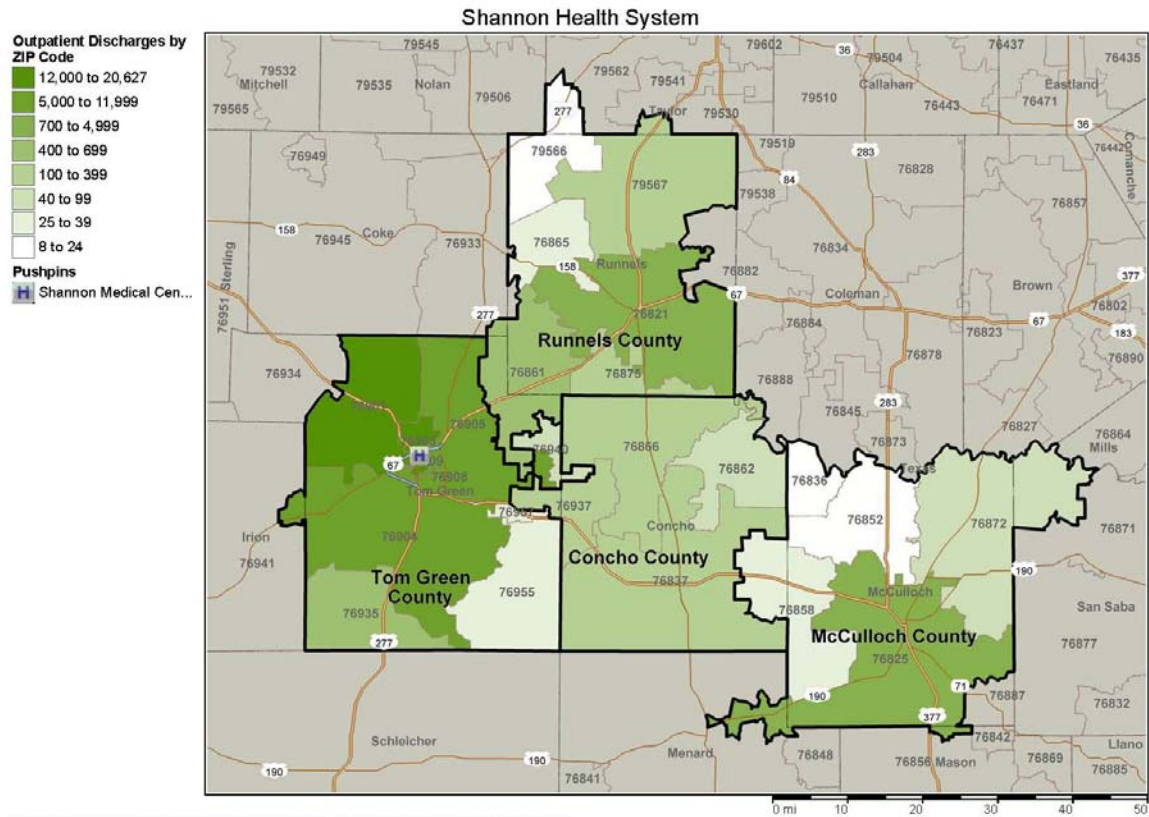 Shannon Health System
Outpatient Discharges by
ZIP Code
12,000 to 20,627
5,000 to 11,999
700 to 4,999
400 to 699
100 to 399
40 to 99
25 to 39
8 to 24
Pushpins
H Shannon Medical Cen...
79545
79602
36
79504
76437
76435
79532
Mitchell
79535
Nolan
79562
79541
79510
Callahan
Eastland
79565
79506
277
Taylor
79530
76443
76471
36
Comanche
76949
79566
79519
283
76828
76442
84
79567
79538
76857
158
76945
Coke
76933
76865
76834
76951 Sterling
158
Runnels
76882
377
277
67
Coleman
Brown
76802
76821
76884
76823
67
183
Runnels County
76878
76890
76934
76861
76875
76888
76901
283
76905
76845
76827
76864
Mills
76866
76873
H
76940
76862
Texas
67
76908
76836
Tom Green
76937
76852
76872
Concho
76871
Irion
76904
76941
Concho County
190
Tom Green
County
76955
76837
McCulloch
76935
76858
San Saba
McCulloch County
277
76825
76877
71
190
76887
76832
377
Schleicher
76842
Menard
76848
76856 Mason
76869
Llano
190
190
76841
76885
0 mi 10 20 30 40 50